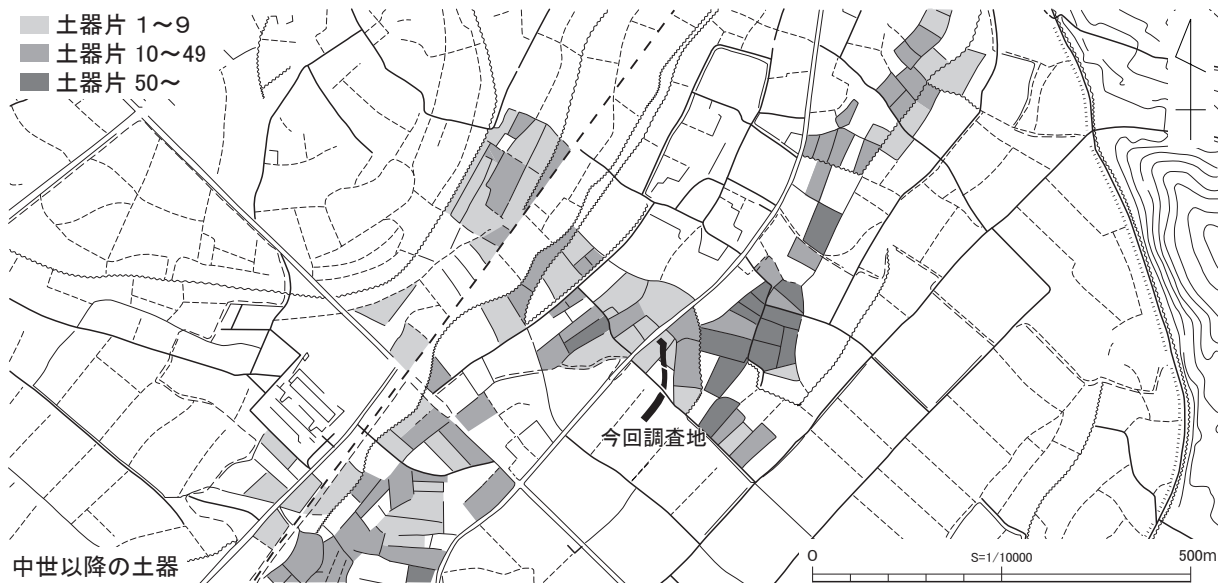 土器片 1～9
土器片 10～49
土器片 50～
今回調査地
中世以降の土器
0 S=1/10000 500m